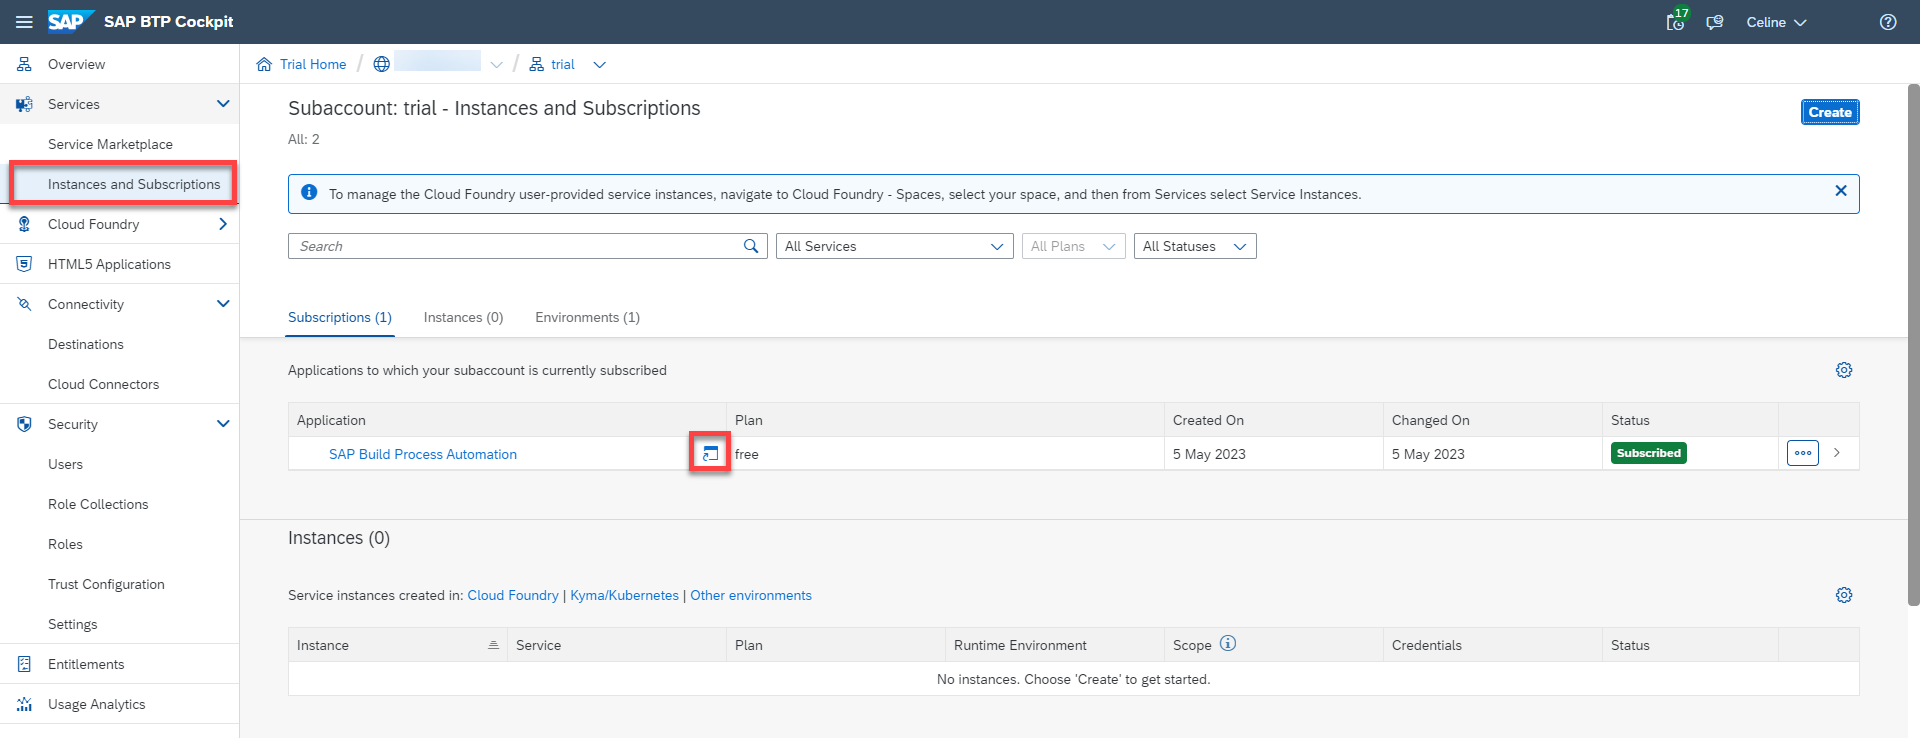 SAP SAP BTP Cockpit
17
Celine
Overview
Services
Service Marketplace
Instances and Subscriptions
Cloud Foundry
HTML5 Applications
Connectivity
Destinations
Cloud Connectors
Security
Users
Role Collections
Roles
Trust Configuration
Settings
Entitlements
Usage Analytics
Trial Home / / trial
Subaccount: trial - Instances and Subscriptions
Create
All: 2
To manage the Cloud Foundry user-provided service instances, navigate to Cloud Foundry - Spaces, select your space, and then from Services select Service Instances.
Search All Services All Plans All Statuses
Subscriptions (1) Instances (0) Environments (1)
Applications to which your subaccount is currently subscribed
Application Plan Created On Changed On Status
SAP Build Process Automation free 5 May 2023 5 May 2023 Subscribed
Instances (0)
Service instances created in: Cloud Foundry | Kyma/Kubernetes | Other environments
Instance Service Plan Runtime Environment Scope Credentials Status
No instances. Choose 'Create' to get started.